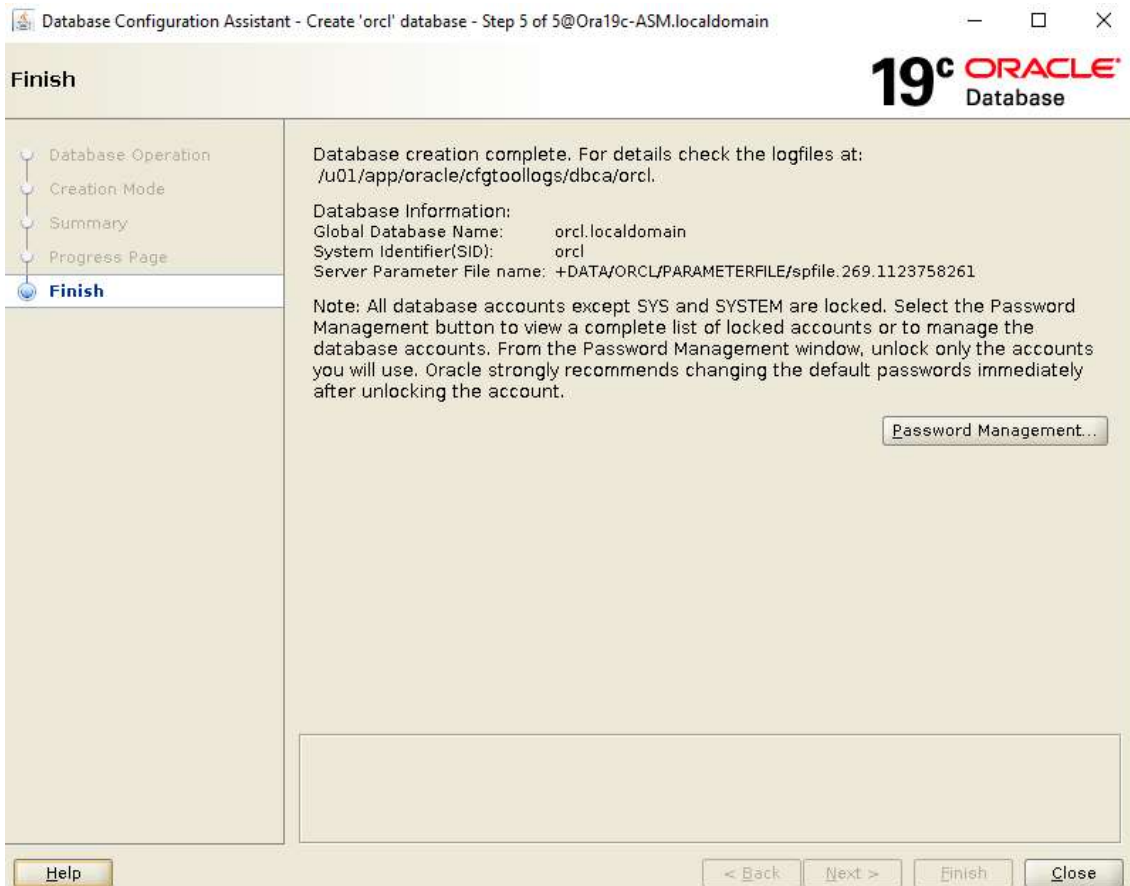 Database Configuration Assistant - Create 'orcl' database - Step 5 of 5@Ora19c-ASM.localdomain
Finish
19c ORACLE
Database
Database Operation
Creation Mode
Summary
Progress Page
Finish
Database creation complete. For details check the logfiles at:
/u01/app/oracle/cfgtoollogs/dbca/orcl.
Database Information:
Global Database Name: orcl.localdomain
System Identifier(SID): orcl
Server Parameter File name: +DATA/ORCL/PARAMETERFILE/spfile.269.1123758261
Note: All database accounts except SYS and SYSTEM are locked. Select the Password
Management button to view a complete list of locked accounts or to manage the
database accounts. From the Password Management window, unlock only the accounts
you will use. Oracle strongly recommends changing the default passwords immediately
after unlocking the account.
Password Management...
Help
< Back
Next >
Finish
Close